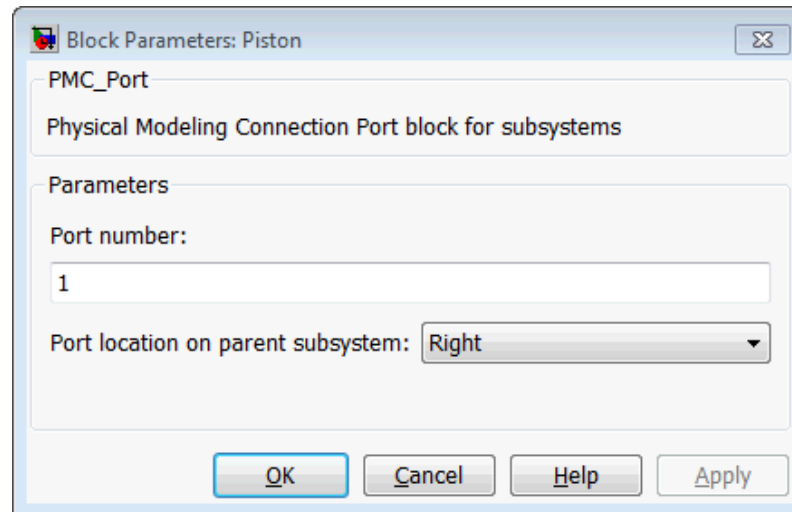 Block Parameters: Piston
PMC_Port
Physical Modeling Connection Port block for subsystems
Parameters
Port number:
1
Port location on parent subsystem: Right
OK Cancel Help Apply